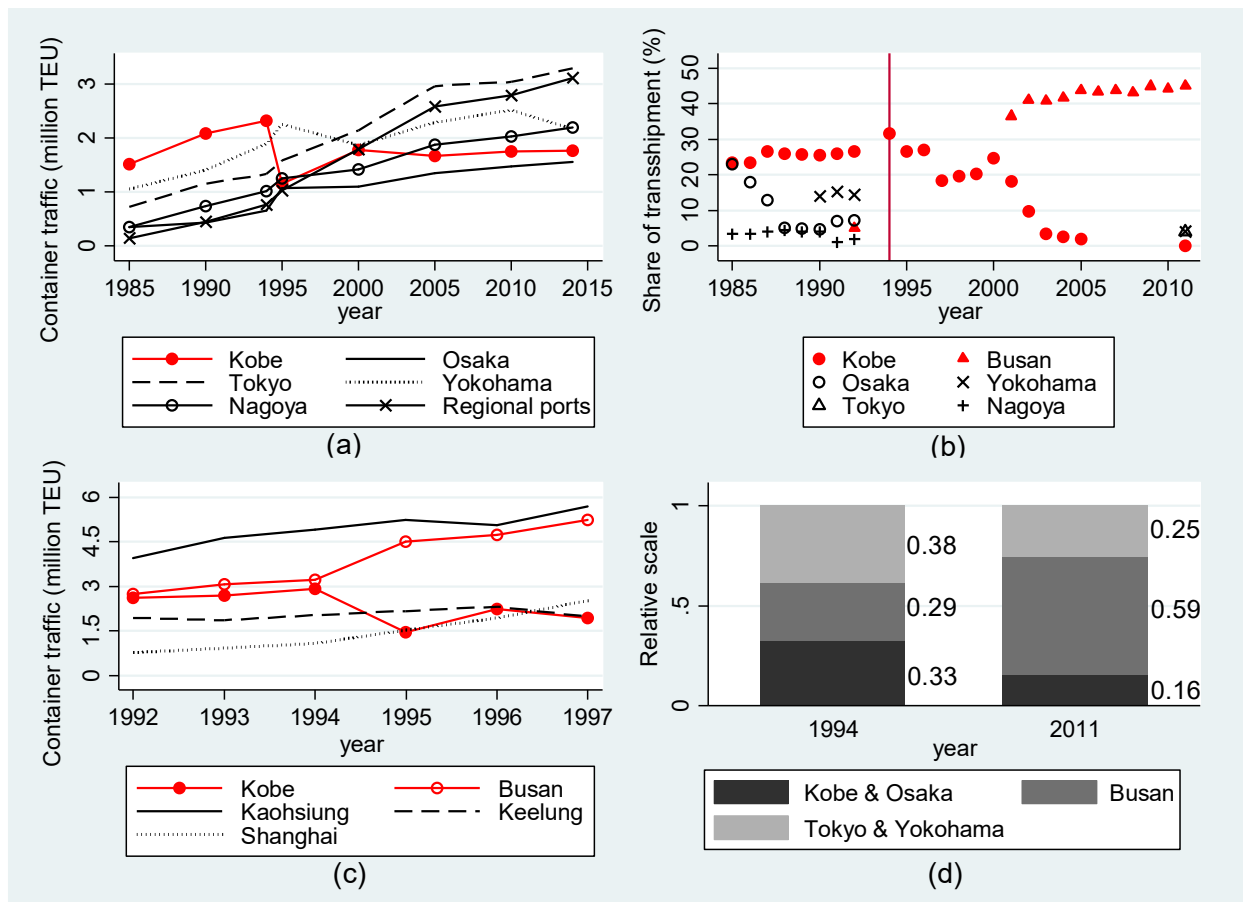 Container traffic (million TEU)
3
2
1
0
1985 1990 1995 2000 2005 2010 2015
year
Kobe Osaka
Tokyo Yokohama
Nagoya Regional ports
(a)
Share of transshipment (%)
50
40
30
20
10
0
1985 1990 1995 2000 2005 2010
year
Kobe Busan
Osaka Yokohama
Tokyo Nagoya
(b)
Container traffic (million TEU)
6
4.5
3
1.5
0
1992 1993 1994 1995 1996 1997
year
Kobe Busan
Kaohsiung Keelung
Shanghai
(c)
Relative scale
1
.5
0
0.38
0.29
0.33
0.25
0.59
0.16
1994 2011
year
Kobe & Osaka Busan
Tokyo & Yokohama
(d)